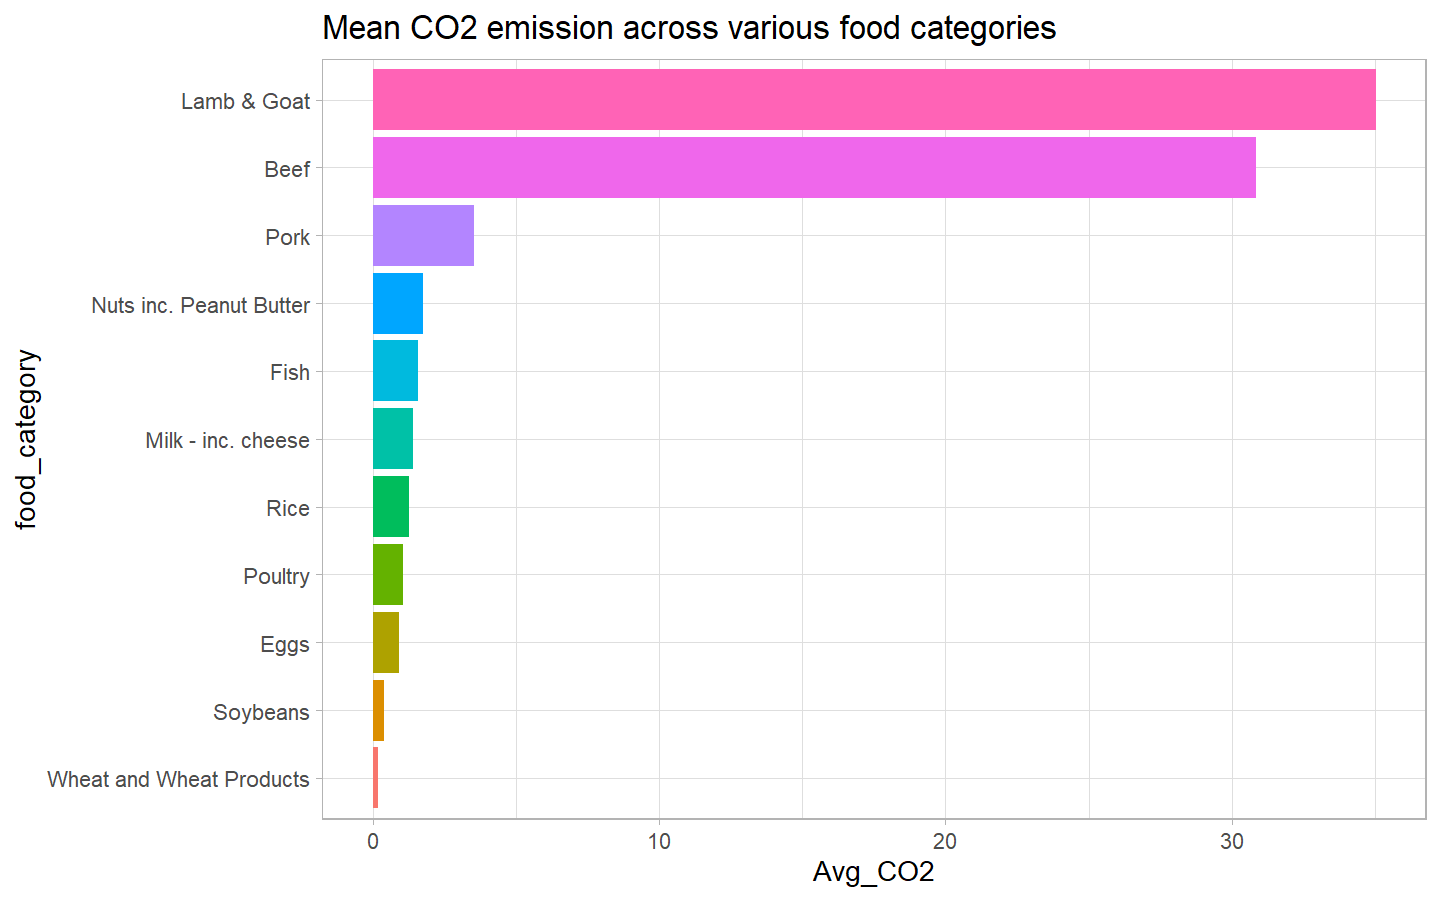 Mean CO2 emission across various food categories
Lamb & Goat
Beef
Pork
Nuts inc. Peanut Butter
Fish
Milk - inc. cheese
Rice
Poultry
Eggs
Soybeans
Wheat and Wheat Products
food_category
0 10 20 30
Avg_CO2